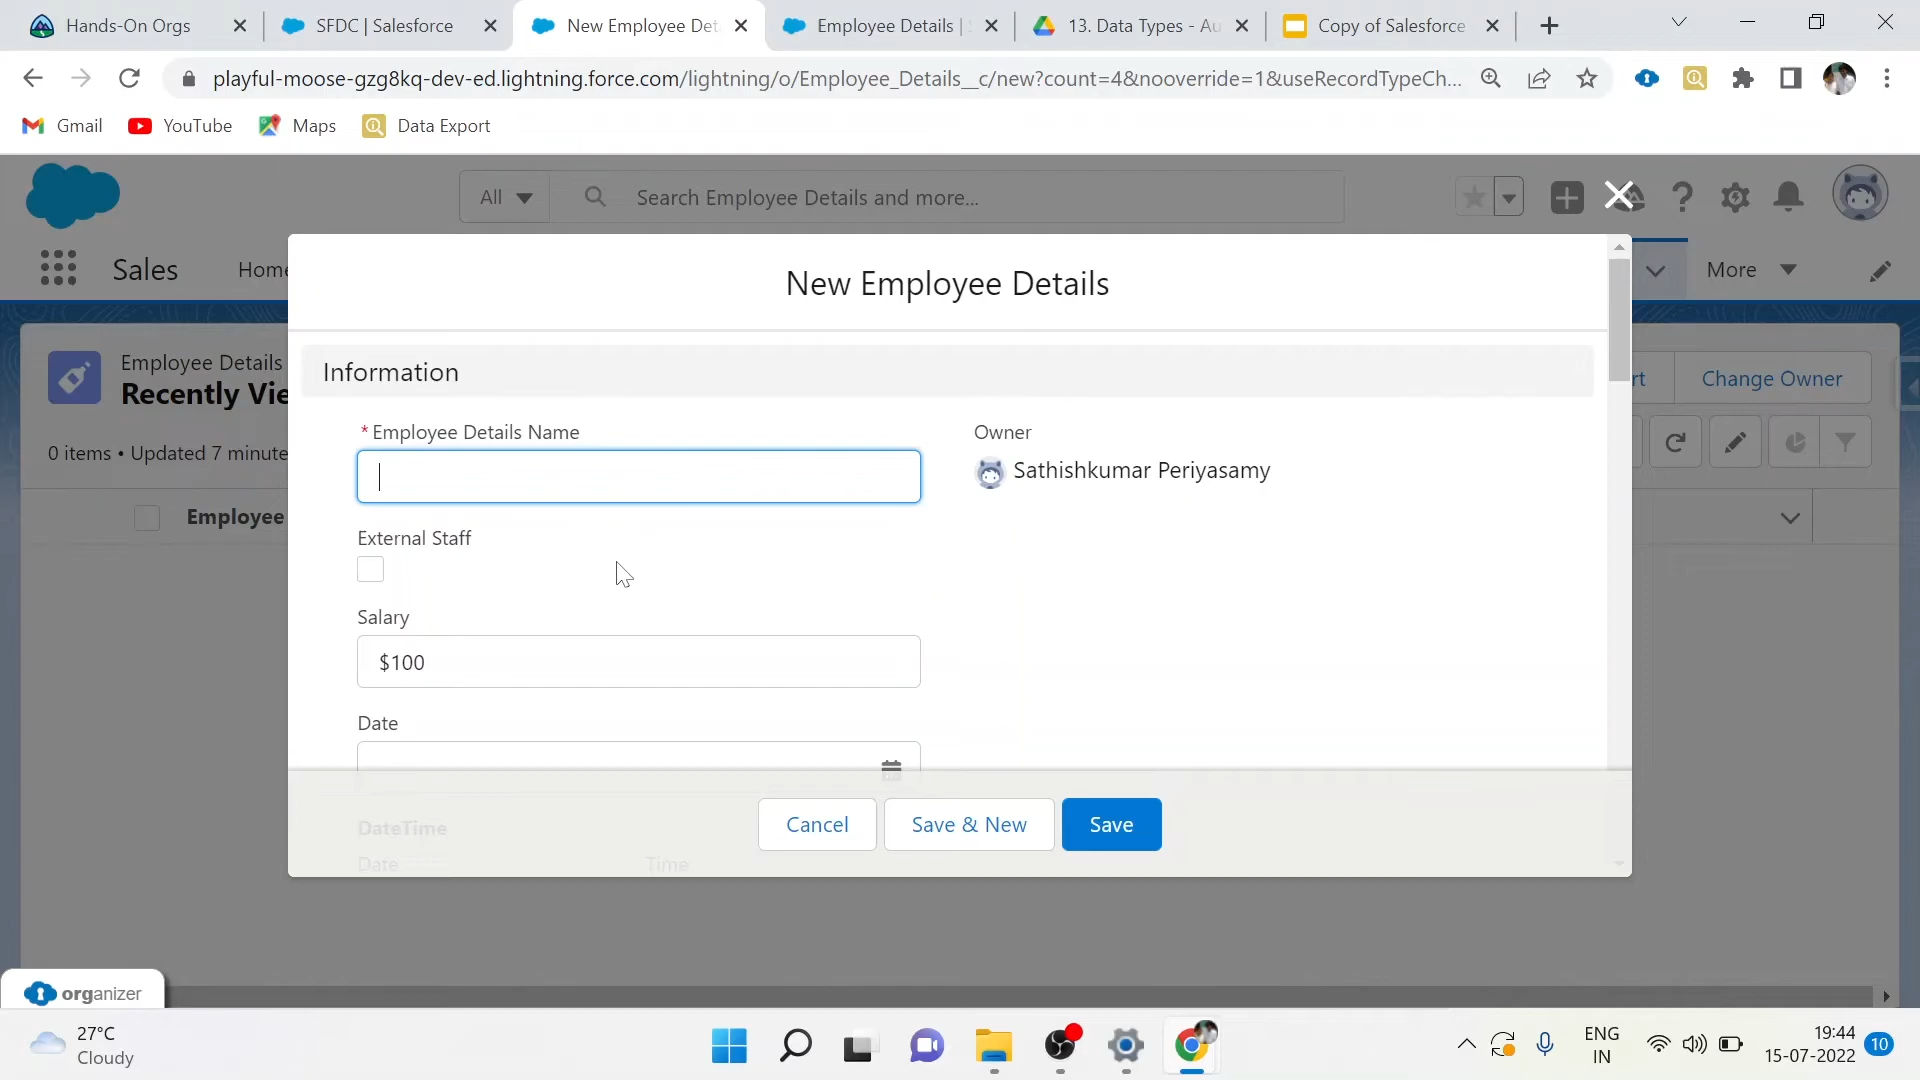 Hands-On Orgs
SFDC | Salesforce
New Employee Det
Employee Details | S
13. Data Types - Au
Copy of Salesforce
playful-moose-gzg8kq-dev-ed.lightning.force.com/lightning/o/Employee_Details__c/new?count=4&nooverride=1&useRecordTypeCh...
Gmail
YouTube
Maps
Data Export
All
Search Employee Details and more...
Sales
Home
More
New Employee Details
Employee Details
Recently Vie
rt
Change Owner
Information
* Employee Details Name
Owner
Sathishkumar Periyasamy
0 items • Updated 7 minute
Employee
External Staff
Salary
$100
Date
DateTime
Date
Time
Cancel
Save & New
Save
organizer
27°C
Cloudy
ENG
IN
19:44
15-07-2022
10